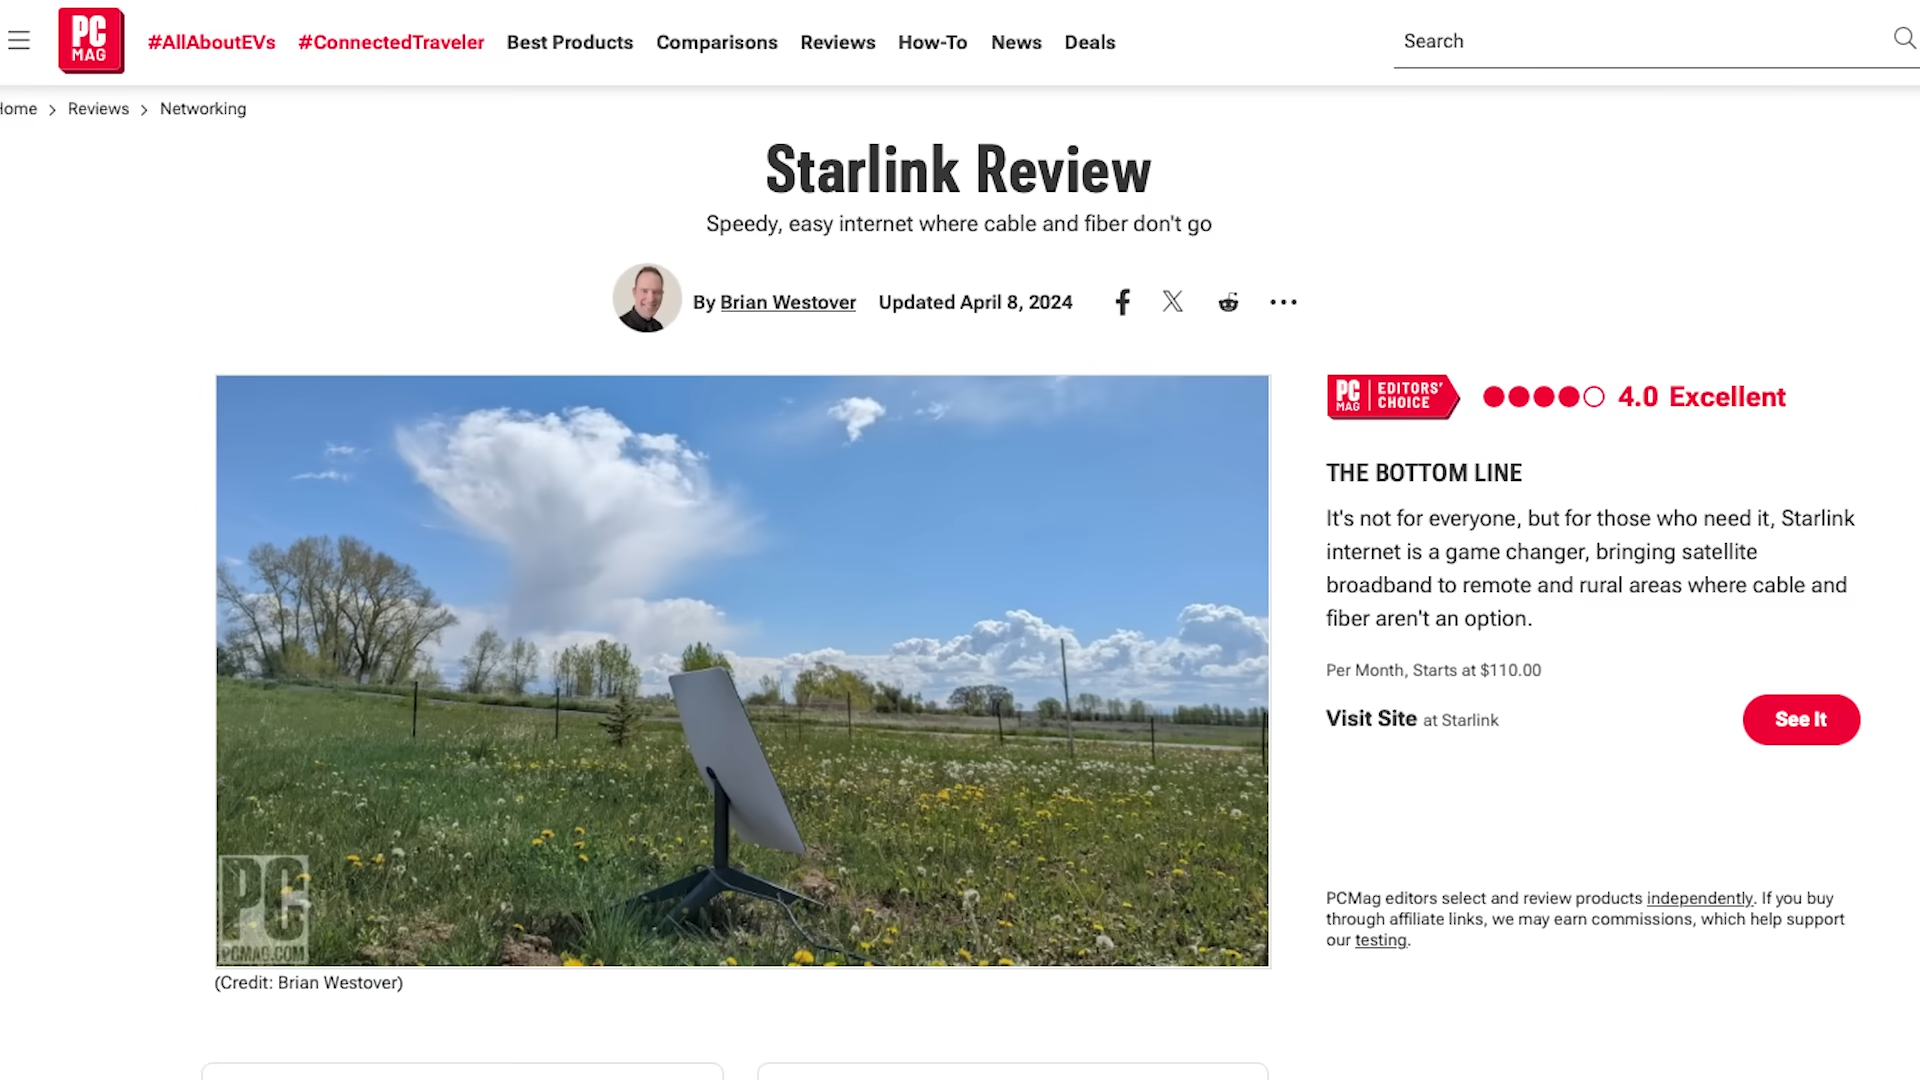 PC
MAG
#AllAboutEVs #ConnectedTraveler Best Products Comparisons Reviews How-To News Deals
Search
Home > Reviews > Networking
Starlink Review
Speedy, easy internet where cable and fiber don't go
By Brian Westover Updated April 8, 2024
PC MAG EDITORS' CHOICE 4.0 Excellent
THE BOTTOM LINE
It's not for everyone, but for those who need it, Starlink
internet is a game changer, bringing satellite
broadband to remote and rural areas where cable and
fiber aren't an option.
Per Month, Starts at $110.00
Visit Site at Starlink
See It
PC
PCMAG.COM
PCMag editors select and review products independently. If you buy
through affiliate links, we may earn commissions, which help support
our testing.
(Credit: Brian Westover)